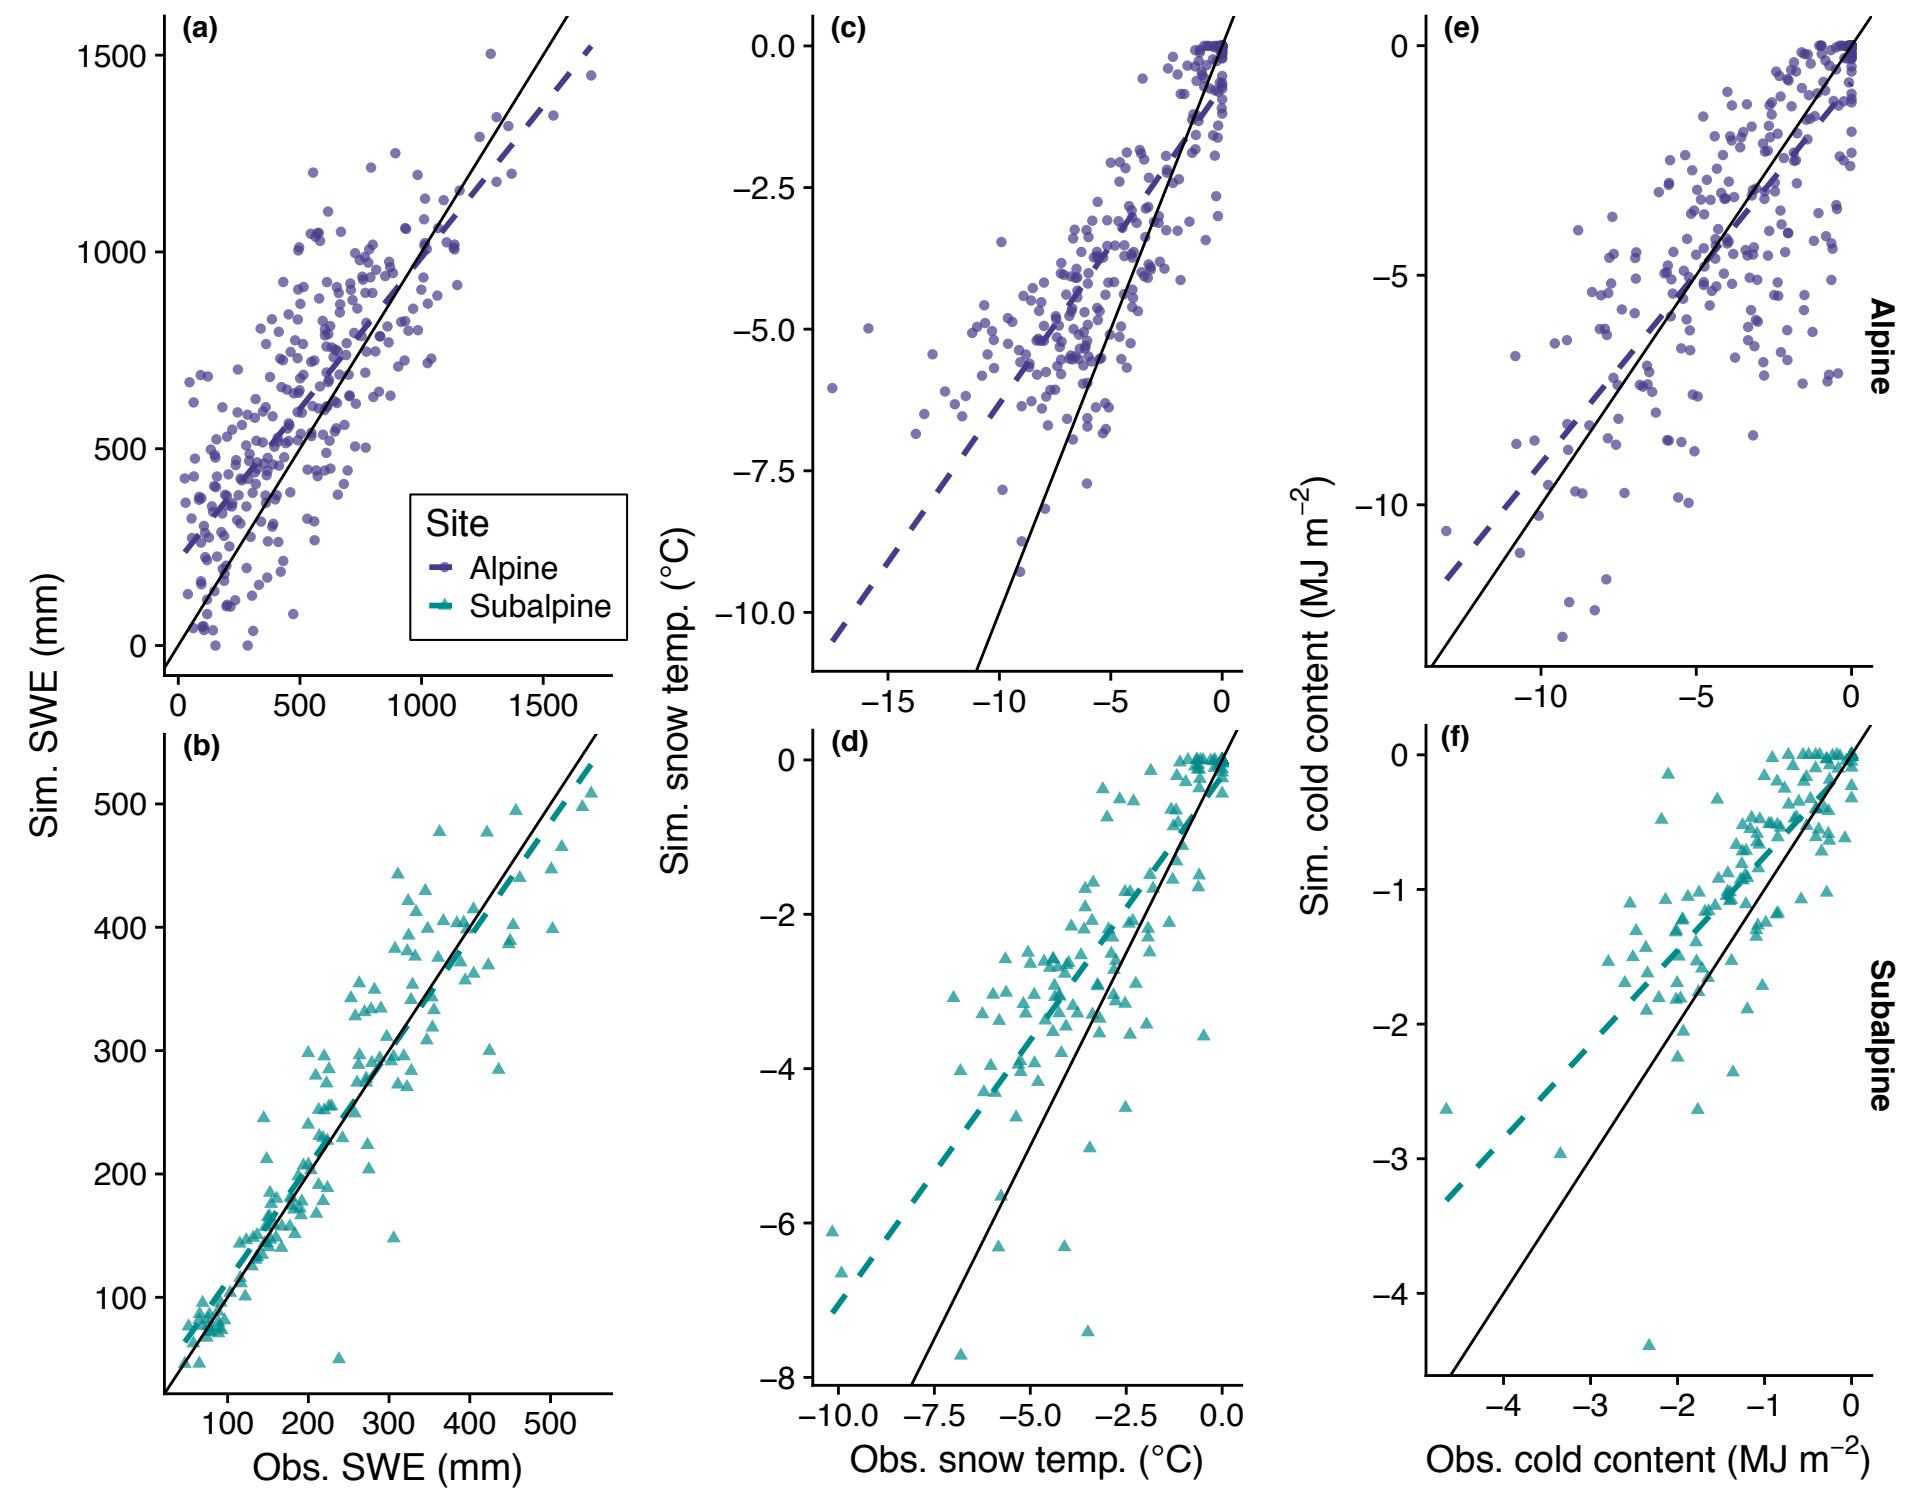 (a)
1500
1000
500
0
0 500 1000 1500
Site
Alpine
Subalpine
(b)
500
400
300
200
100
100 200 300 400 500
Sim. SWE (mm)
Obs. SWE (mm)
(c)
0.0
−2.5
−5.0
−7.5
−10.0
−15 −10 −5 0
(d)
0
−2
−4
−6
−8
−10.0 −7.5 −5.0 −2.5 0.0
Sim. snow temp. (°C)
Obs. snow temp. (°C)
(e)
0
−5
−10
−10 −5 0
Alpine
(f)
0
−1
−2
−3
−4
−4 −3 −2 −1 0
Subalpine
Sim. cold content (MJ m⁻²)
Obs. cold content (MJ m⁻²)